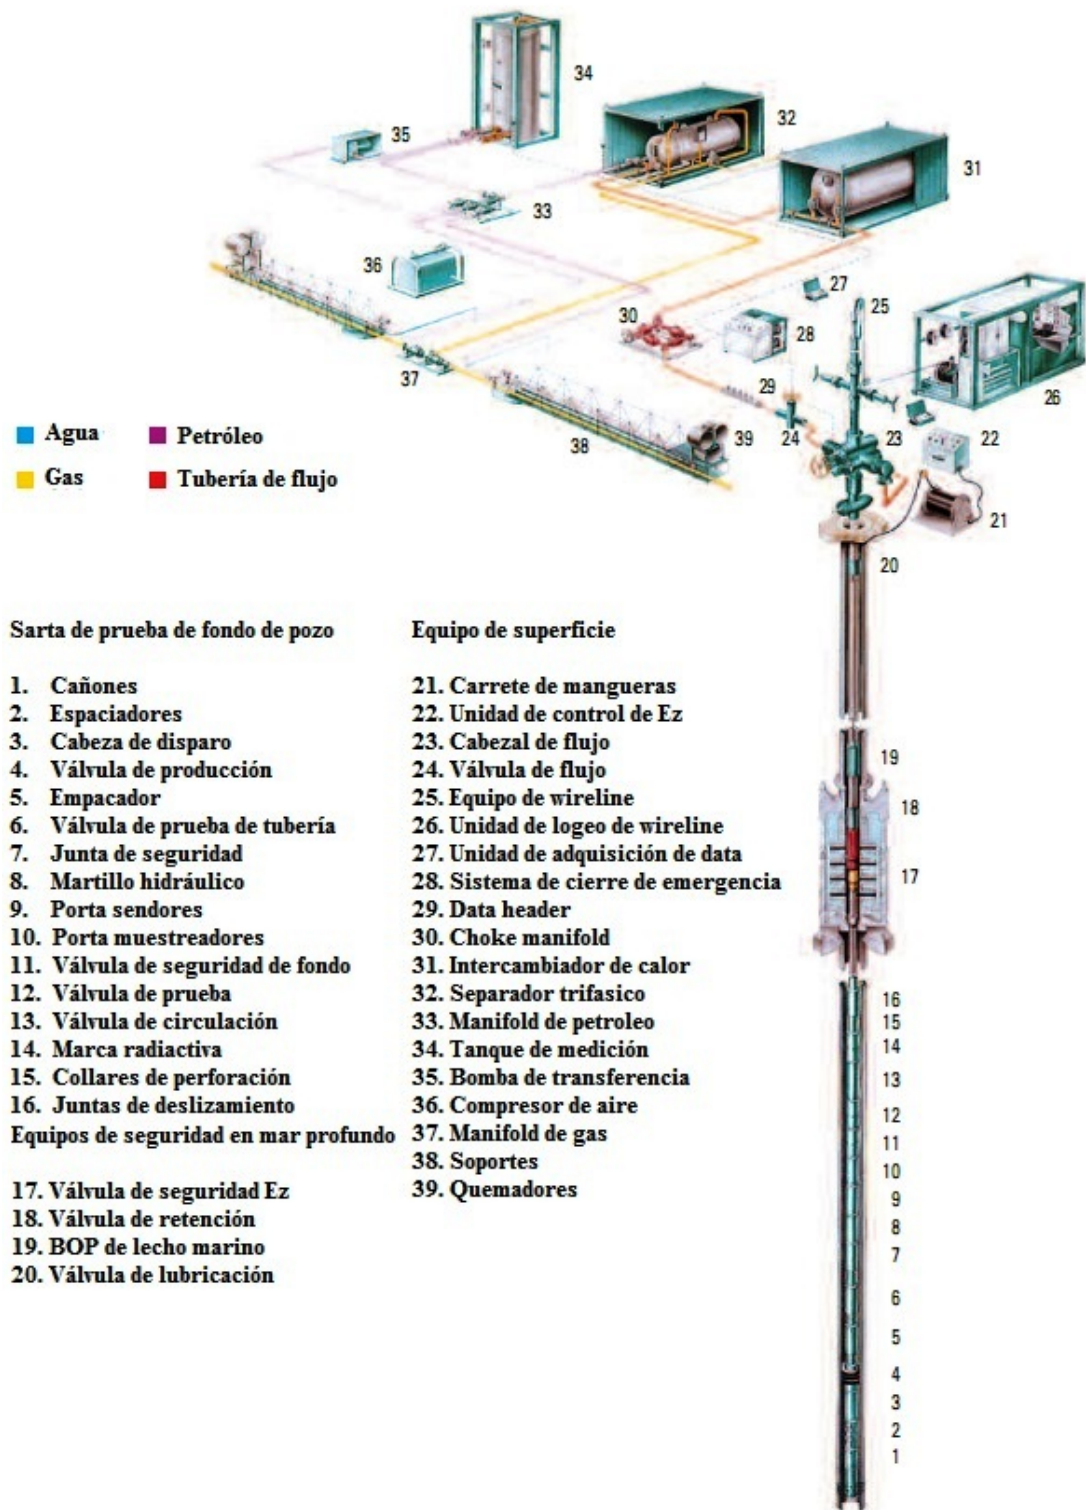 34
35
32
31
33
36
27
25
30
28
37
29
26
Agua
Petróleo
38
39
24
23
22
Gas
Tubería de flujo
21
20
Sarta de prueba de fondo de pozo
Equipo de superficie
1. Cañones
2. Espaciadores
3. Cabeza de disparo
4. Válvula de producción
5. Empacador
6. Válvula de prueba de tubería
7. Junta de seguridad
8. Martillo hidráulico
9. Porta sendores
10. Porta muestreadores
11. Válvula de seguridad de fondo
12. Válvula de prueba
13. Válvula de circulación
14. Marca radiactiva
15. Collares de perforación
16. Juntas de deslizamiento
Equipos de seguridad en mar profundo
17. Válvula de seguridad Ez
18. Válvula de retención
19. BOP de lecho marino
20. Válvula de lubricación
21. Carrete de mangueras
22. Unidad de control de Ez
23. Cabezal de flujo
24. Válvula de flujo
25. Equipo de wireline
26. Unidad de logeo de wireline
27. Unidad de adquisición de data
28. Sistema de cierre de emergencia
29. Data header
30. Choke manifold
31. Intercambiador de calor
32. Separador trifasico
33. Manifold de petroleo
34. Tanque de medición
35. Bomba de transferencia
36. Compresor de aire
37. Manifold de gas
38. Soportes
39. Quemadores
19
18
17
16
15
14
13
12
11
10
9
8
7
6
5
4
3
2
1